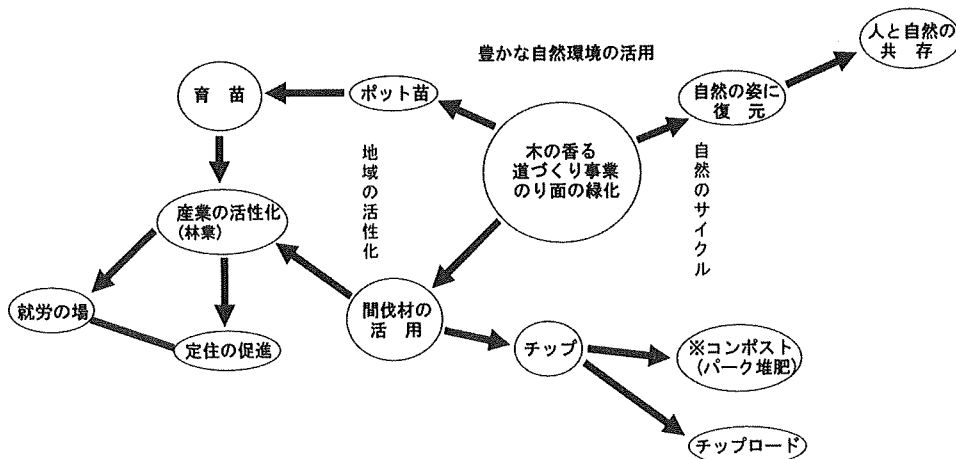 人と自然の
共 存
豊かな自然環境の活用
育 苗
ポット苗
自然の姿に
復 元
木の香る
道づくり事業
のり面の緑化
地域の活性化
自然のサイクル
産業の活性化
(林業)
就労の場
定住の促進
間伐材の
活 用
チップ
※コンポスト
(パーク堆肥)
チップロード